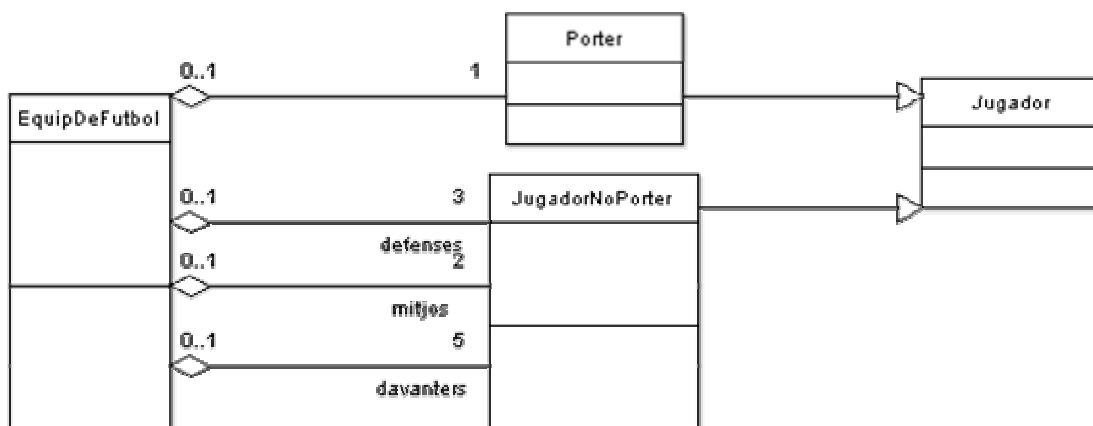 Porter
0..1
1
EquipDeFutbol
Jugador
0..1
3
JugadorNoPorter
defenses
0..1
2
mitjos
0..1
5
davanters